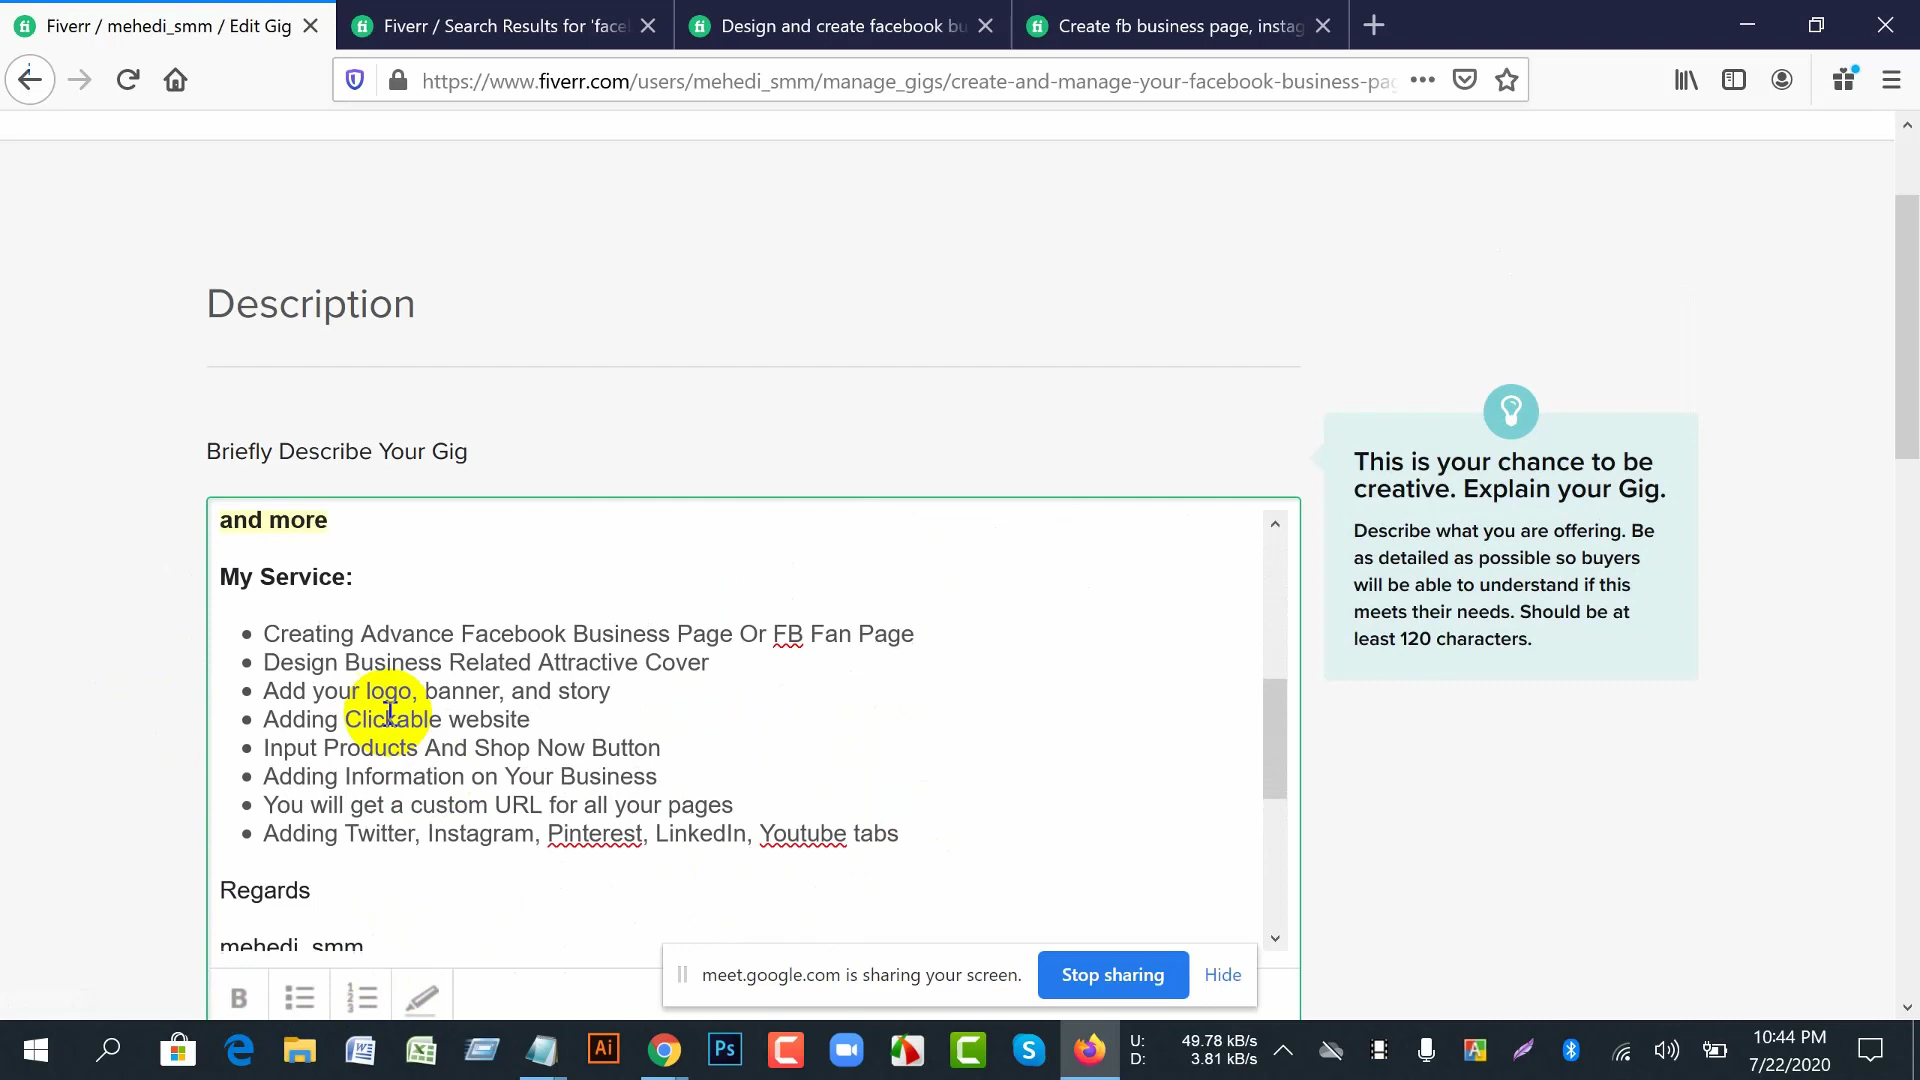 Fiverr / mehedi_smm / Edit Gig
Fiverr / Search Results for 'face
Design and create facebook bu
Create fb business page, instag
https://www.fiverr.com/users/mehedi_smm/manage_gigs/create-and-manage-your-facebook-business-pag
Description
Briefly Describe Your Gig
and more
My Service:
Creating Advance Facebook Business Page Or FB Fan Page
Design Business Related Attractive Cover
Add your logo, banner, and story
Adding Clickable website
Input Products And Shop Now Button
Adding Information on Your Business
You will get a custom URL for all your pages
Adding Twitter, Instagram, Pinterest, LinkedIn, Youtube tabs
Regards
mehedi_smm
This is your chance to be
creative. Explain your Gig.
Describe what you are offering. Be
as detailed as possible so buyers
will be able to understand if this
meets their needs. Should be at
least 120 characters.
B
meet.google.com is sharing your screen.
Stop sharing
Hide
Ai
Ps
U: 49.78 kB/s
D: 3.81 kB/s
10:44 PM
7/22/2020